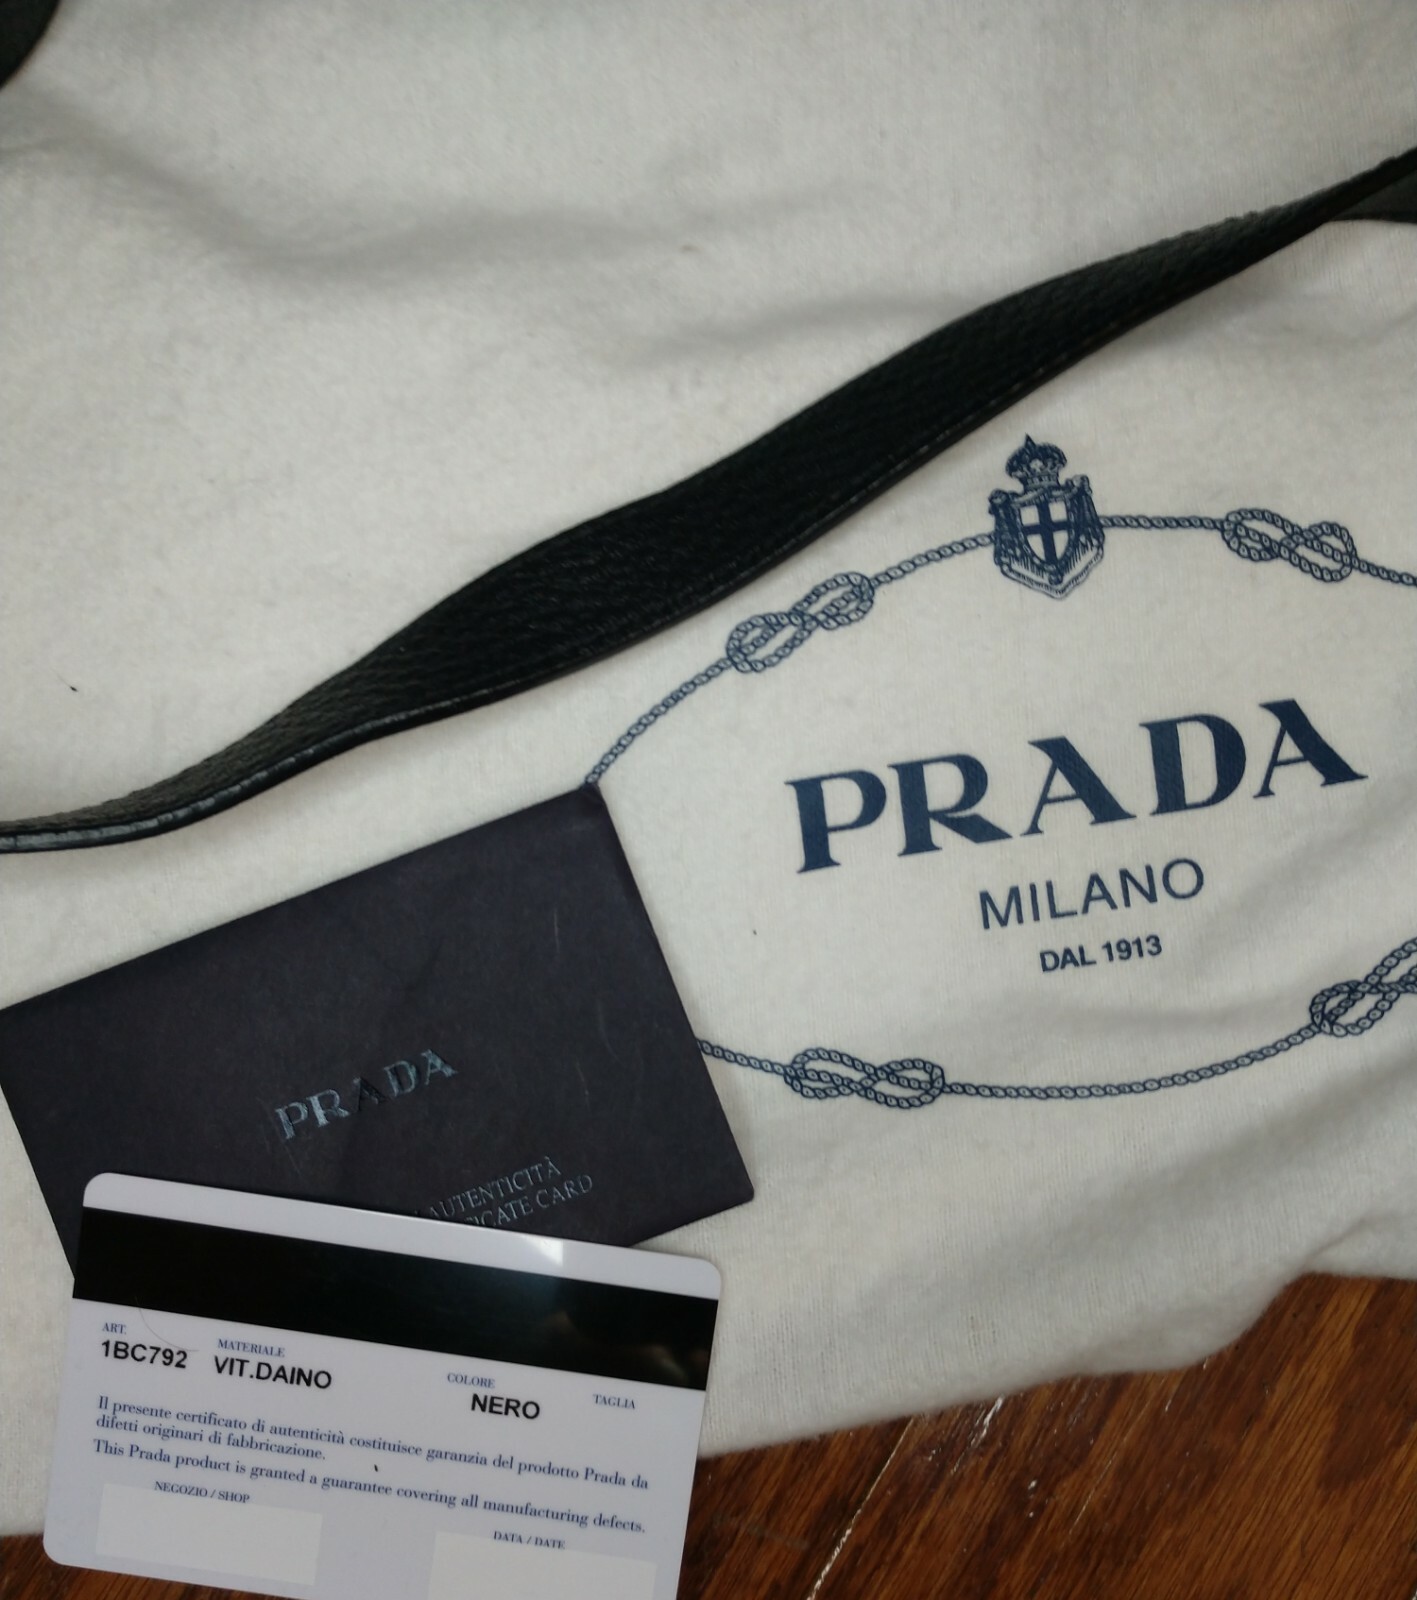 PRADA
MILANO
DAL 1913
PRADA
AUTENTICITÀ
CARD
ART.
1BC792
MATERIALE
VIT.DAINO
COLORE
NERO
TAGLIA
Il presente certificato di autenticità costituisce garanzia del prodotto Prada da
difetti originari di fabbricazione.
This Prada product is granted a guarantee covering all manufacturing defects.
NEGOZIO / SHOP
DATA / DATE